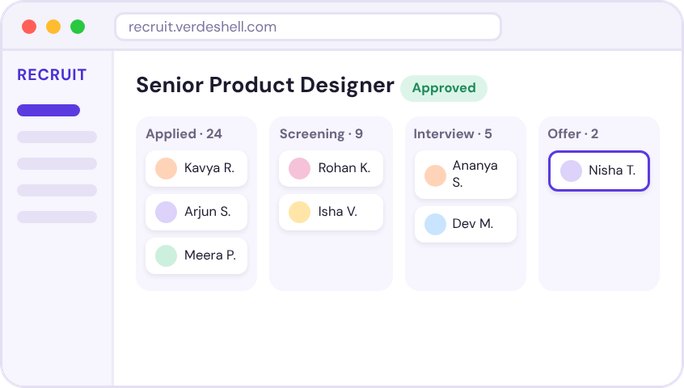 recruit.verdeshell.com
RECRUIT
Senior Product Designer
Approved
Applied · 24
Kavya R.
Arjun S.
Meera P.
Screening · 9
Rohan K.
Isha V.
Interview · 5
Ananya
S.
Dev M.
Offer · 2
Nisha T.